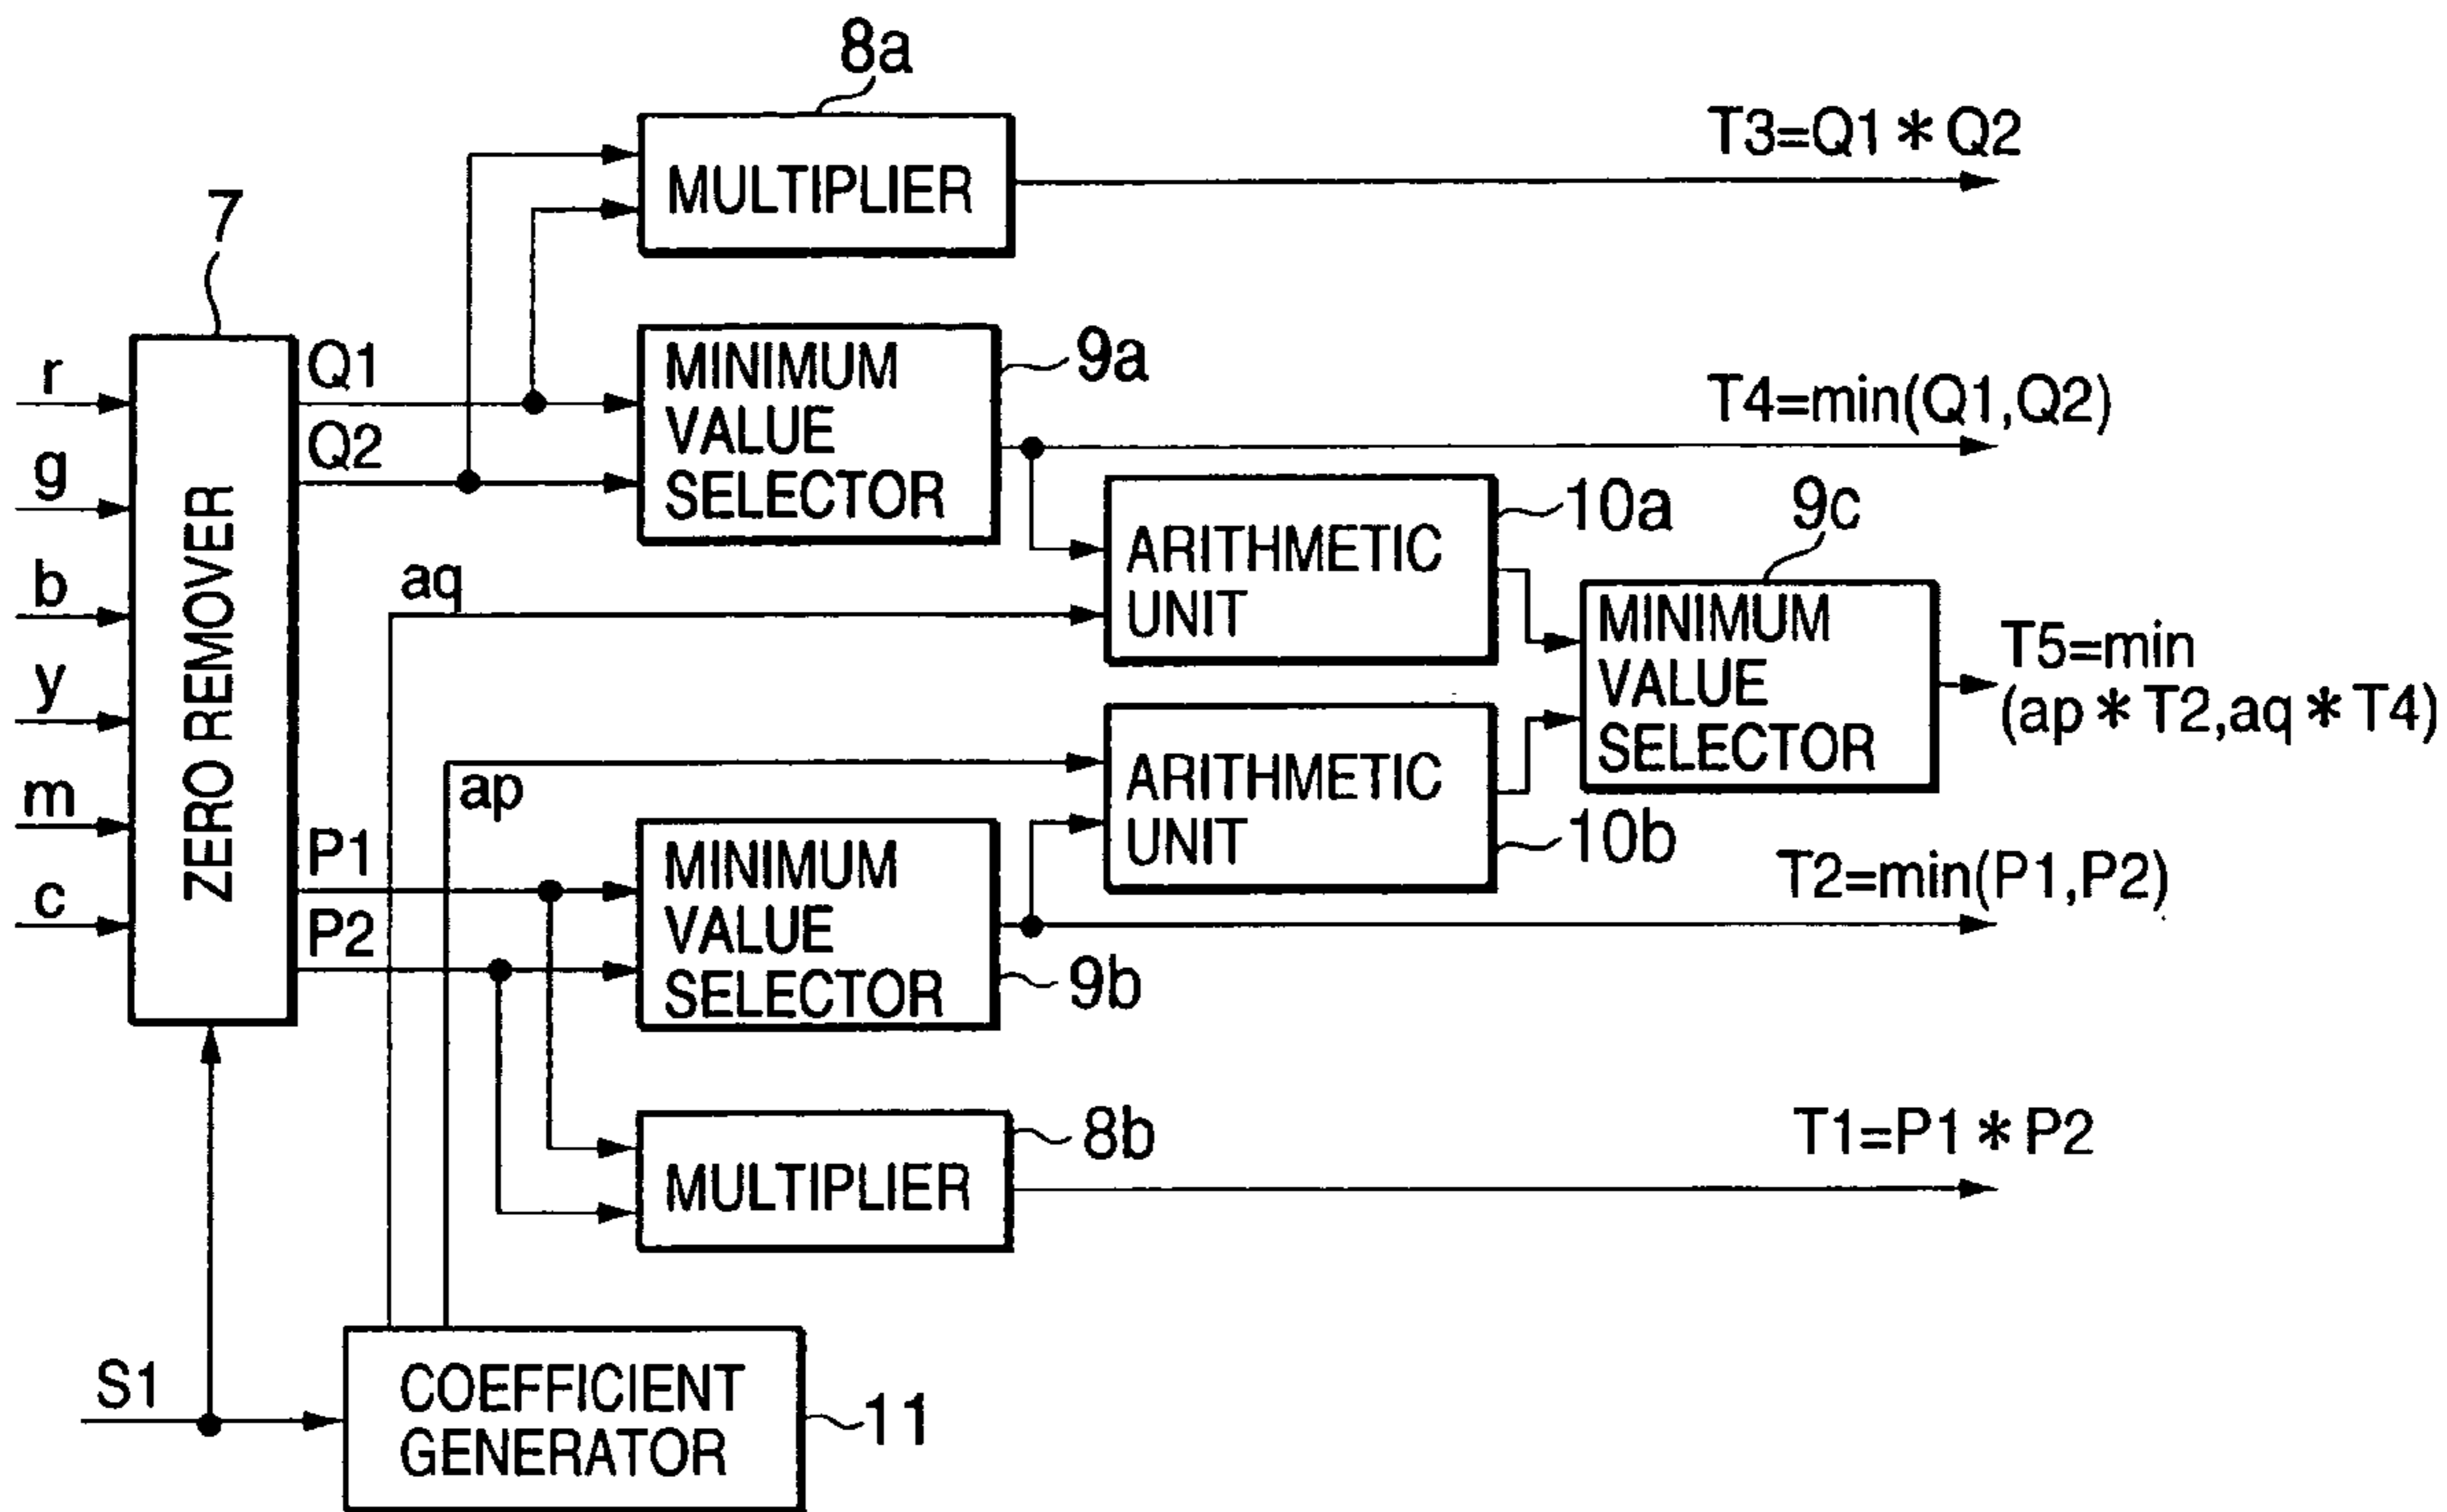 8a
MULTIPLIER
T3=Q1*Q2
7
ZERO REMOVER
r
g
b
y
m
c
Q1
Q2
P1
P2
MINIMUM
VALUE
SELECTOR
9a
T4=min(Q1,Q2)
aq
ARITHMETIC
UNIT
10a
9c
MINIMUM
VALUE
SELECTOR
T5=min
(ap*T2,aq*T4)
ap
ARITHMETIC
UNIT
10b
MINIMUM
VALUE
SELECTOR
9b
T2=min(P1,P2)
MULTIPLIER
8b
T1=P1*P2
S1
COEFFICIENT
GENERATOR
11